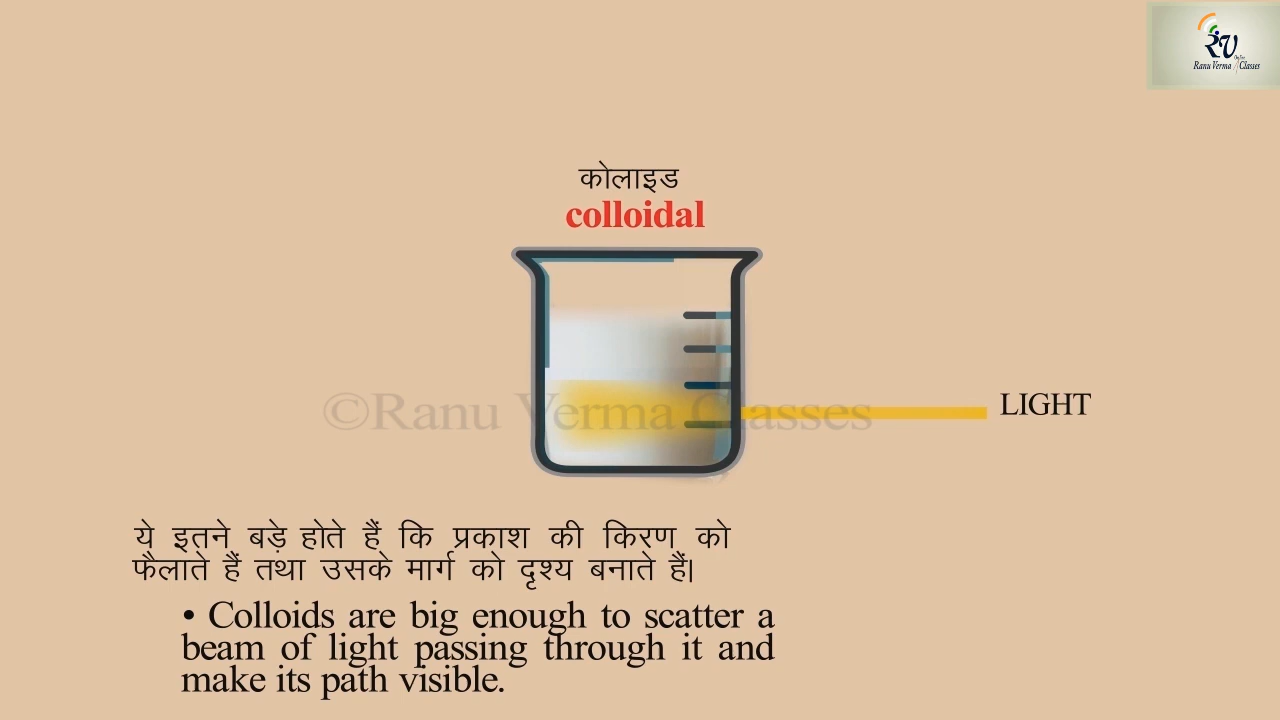 RV
Ranu Verma Classes
कोलाइड
colloidal
©Ranu Verma Classes
LIGHT
ये इतने बड़े होते हैं कि प्रकाश की किरण को
फैलाते हैं तथा उसके मार्ग को दृश्य बनाते हैं।
• Colloids are big enough to scatter a
beam of light passing through it and
make its path visible.